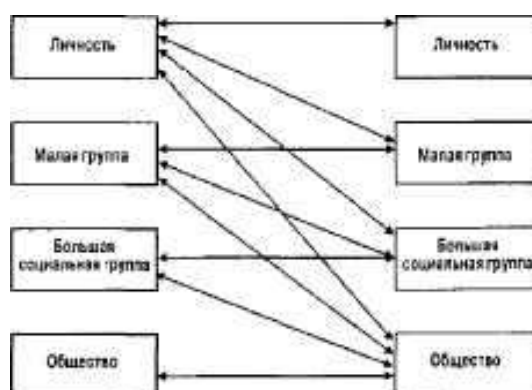 Личность
Личность
Малая группа
Малая группа
Большая
социальная группа
Большая
социальная группа
Общество
Общество